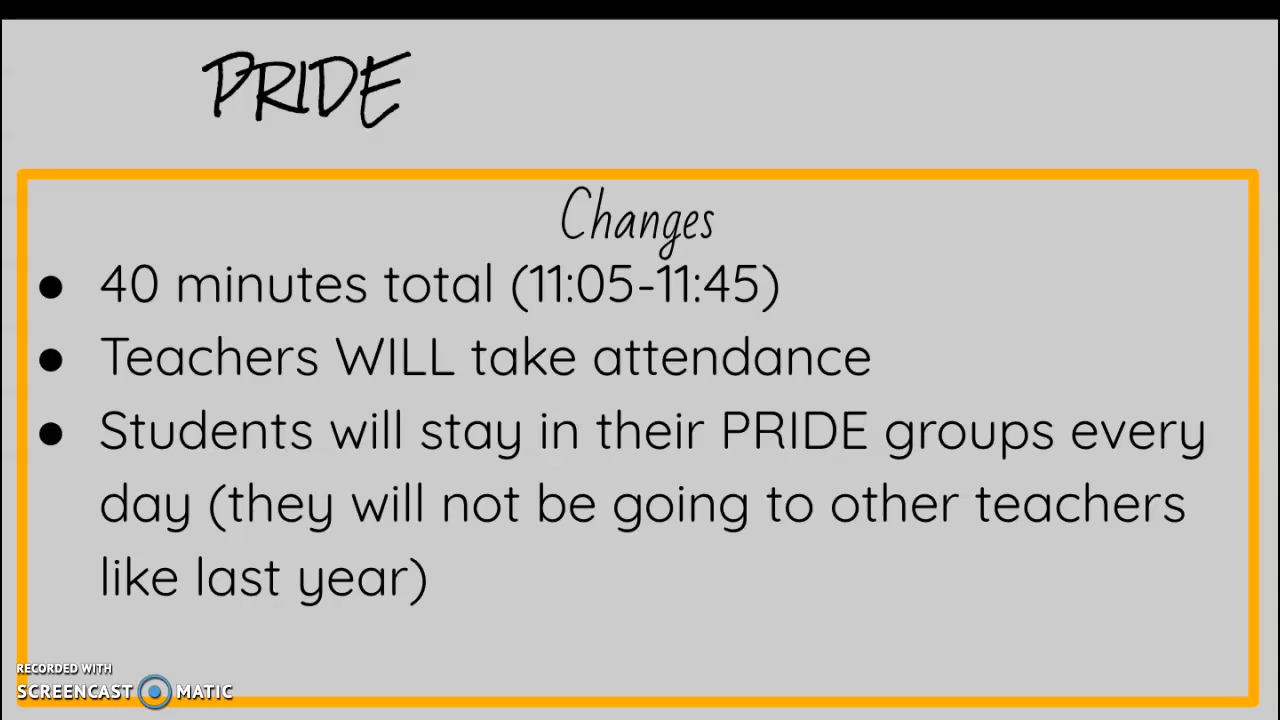 PRIDE
Changes
● 40 minutes total (11:05-11:45)
● Teachers WILL take attendance
● Students will stay in their PRIDE groups every
day (they will not be going to other teachers
like last year)
RECORDED WITH
SCREENCAST MATIC